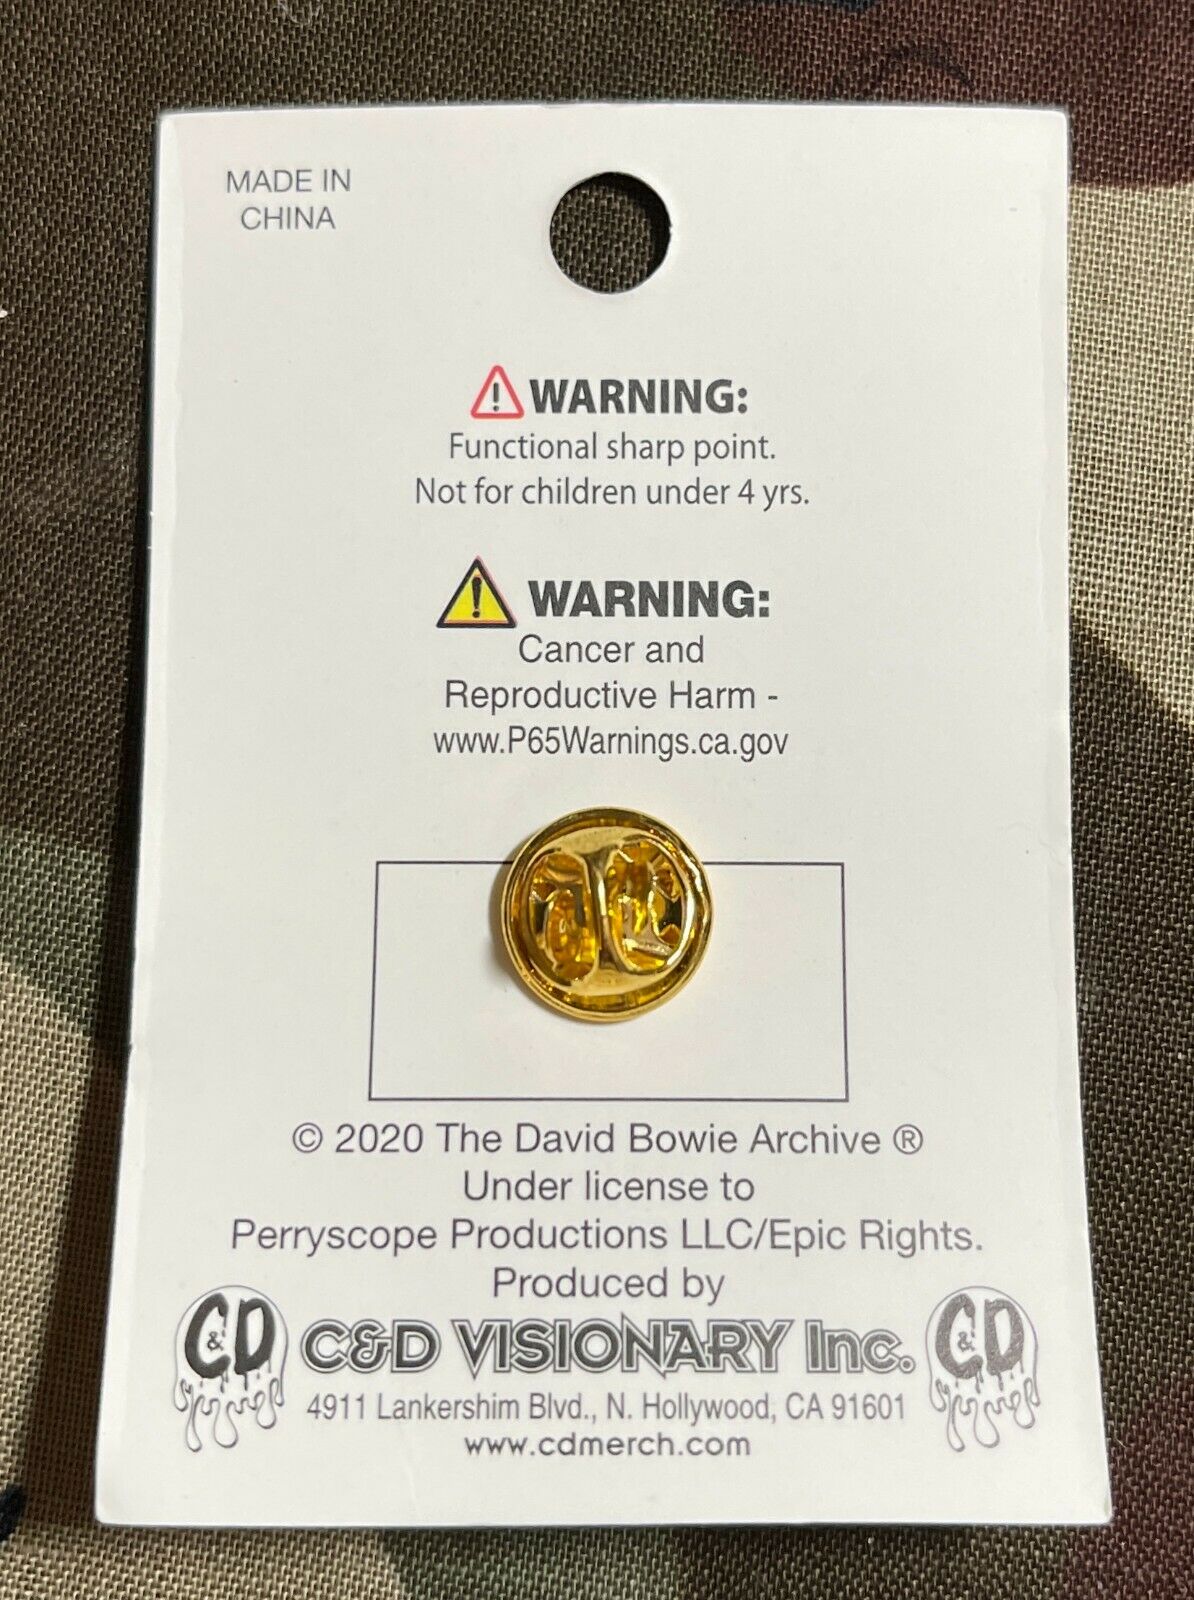 MADE IN
CHINA
WARNING:
Functional sharp point.
Not for children under 4 yrs.
WARNING:
Cancer and
Reproductive Harm -
www.P65Warnings.ca.gov
© 2020 The David Bowie Archive ®
Under license to
Perryscope Productions LLC/Epic Rights.
Produced by
C&D C&D VISIONARY Inc. C&D
4911 Lankershim Blvd., N. Hollywood, CA 91601
www.cdmerch.com